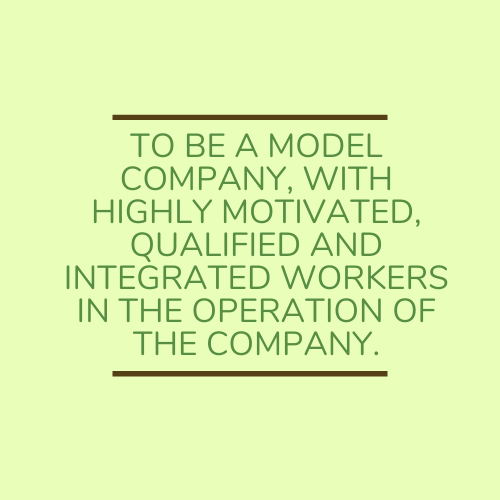 TO BE A MODEL
COMPANY, WITH
HIGHLY MOTIVATED,
QUALIFIED AND
INTEGRATED WORKERS
IN THE OPERATION OF
THE COMPANY.